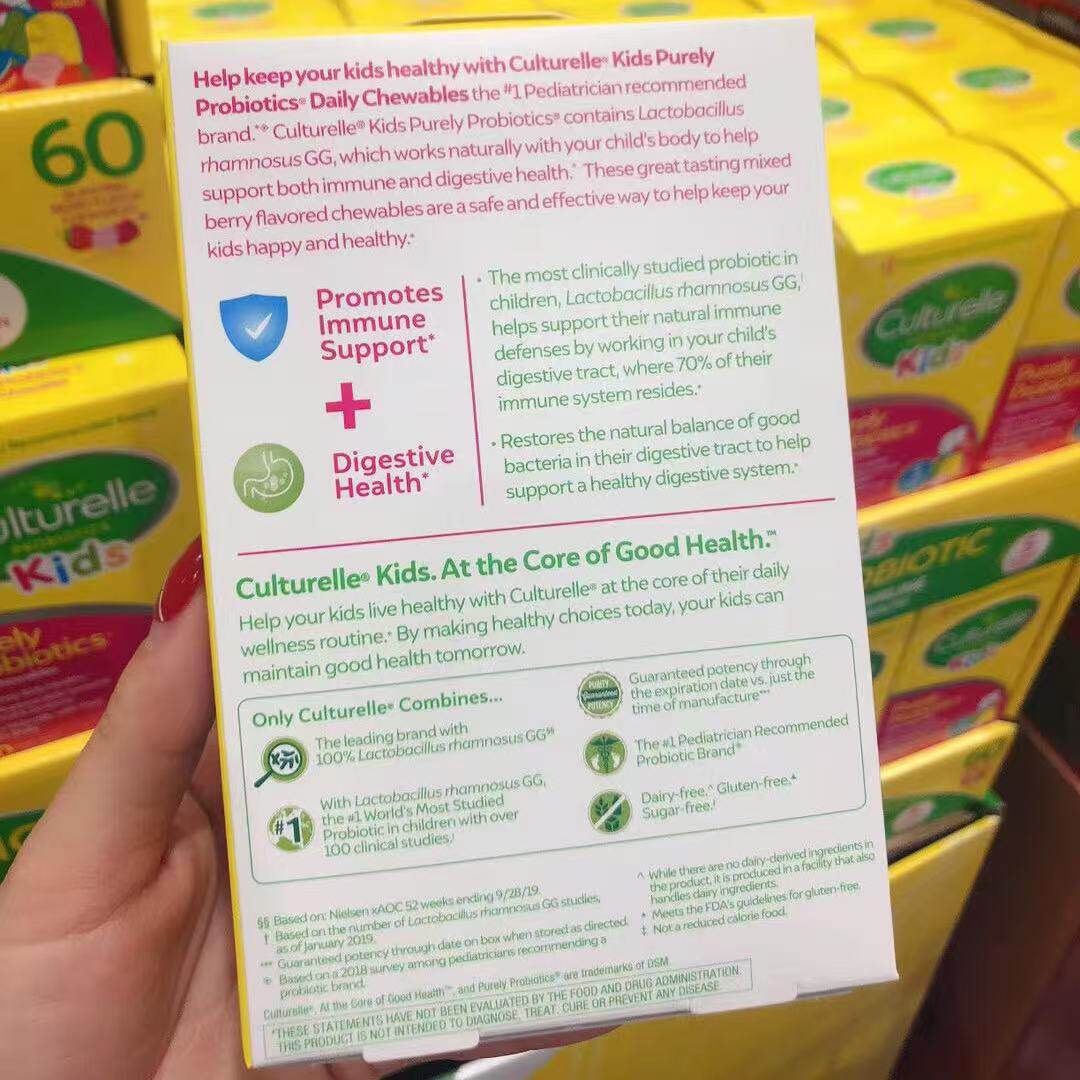 Help keep your kids healthy with Culturelle® Kids Purely
Probiotics® Daily Chewables the #1 Pediatrician recommended
brand.*® Culturelle® Kids Purely Probiotics® contains Lactobacillus
rhamnosus GG, which works naturally with your child's body to help
support both immune and digestive health.* These great tasting mixed
berry flavored chewables are a safe and effective way to help keep your
kids happy and healthy.*
Promotes
Immune
Support*
+
Digestive
Health*
• The most clinically studied probiotic in
children, Lactobacillus rhamnosus GG,†
helps support their natural immune
defenses by working in your child's
digestive tract, where 70% of their
immune system resides.*
• Restores the natural balance of good
bacteria in their digestive tract to help
support a healthy digestive system.*
Culturelle® Kids. At the Core of Good Health.™
Help your kids live healthy with Culturelle® at the core of their daily
wellness routine.* By making healthy choices today, your kids can
maintain good health tomorrow.
Only Culturelle® Combines...
The leading brand with
100% Lactobacillus rhamnosus GG§§
#1
With Lactobacillus rhamnosus GG,
the #1 World's Most Studied
Probiotic in children with over
100 clinical studies.†
PURITY
Guaranteed
POTENCY
Guaranteed potency through
the expiration date vs. just the
time of manufacture***
The #1 Pediatrician Recommended
Probiotic Brand®
Dairy-free.^ Gluten-free.▲
Sugar-free.‡
§§ Based on: Nielsen xAOC 52 weeks ending 9/28/19.
† Based on the number of Lactobacillus rhamnosus GG studies,
as of January 2019.
*** Guaranteed potency through date on box when stored as directed.
® Based on a 2018 survey among pediatricians recommending a
probiotic brand.
^ While there are no dairy-derived ingredients in
the product, it is produced in a facility that also
handles dairy ingredients.
▲ Meets the FDA's guidelines for gluten-free.
‡ Not a reduced calorie food.
Culturelle®, At the Core of Good Health™, and Purely Probiotics® are trademarks of DSM
*THESE STATEMENTS HAVE NOT BEEN EVALUATED BY THE FOOD AND DRUG ADMINISTRATION.
THIS PRODUCT IS NOT INTENDED TO DIAGNOSE, TREAT, CURE OR PREVENT ANY DISEASE.
60
ulturelle
Kids
ely
biotics
Culturelle
Kids
BIOTIC